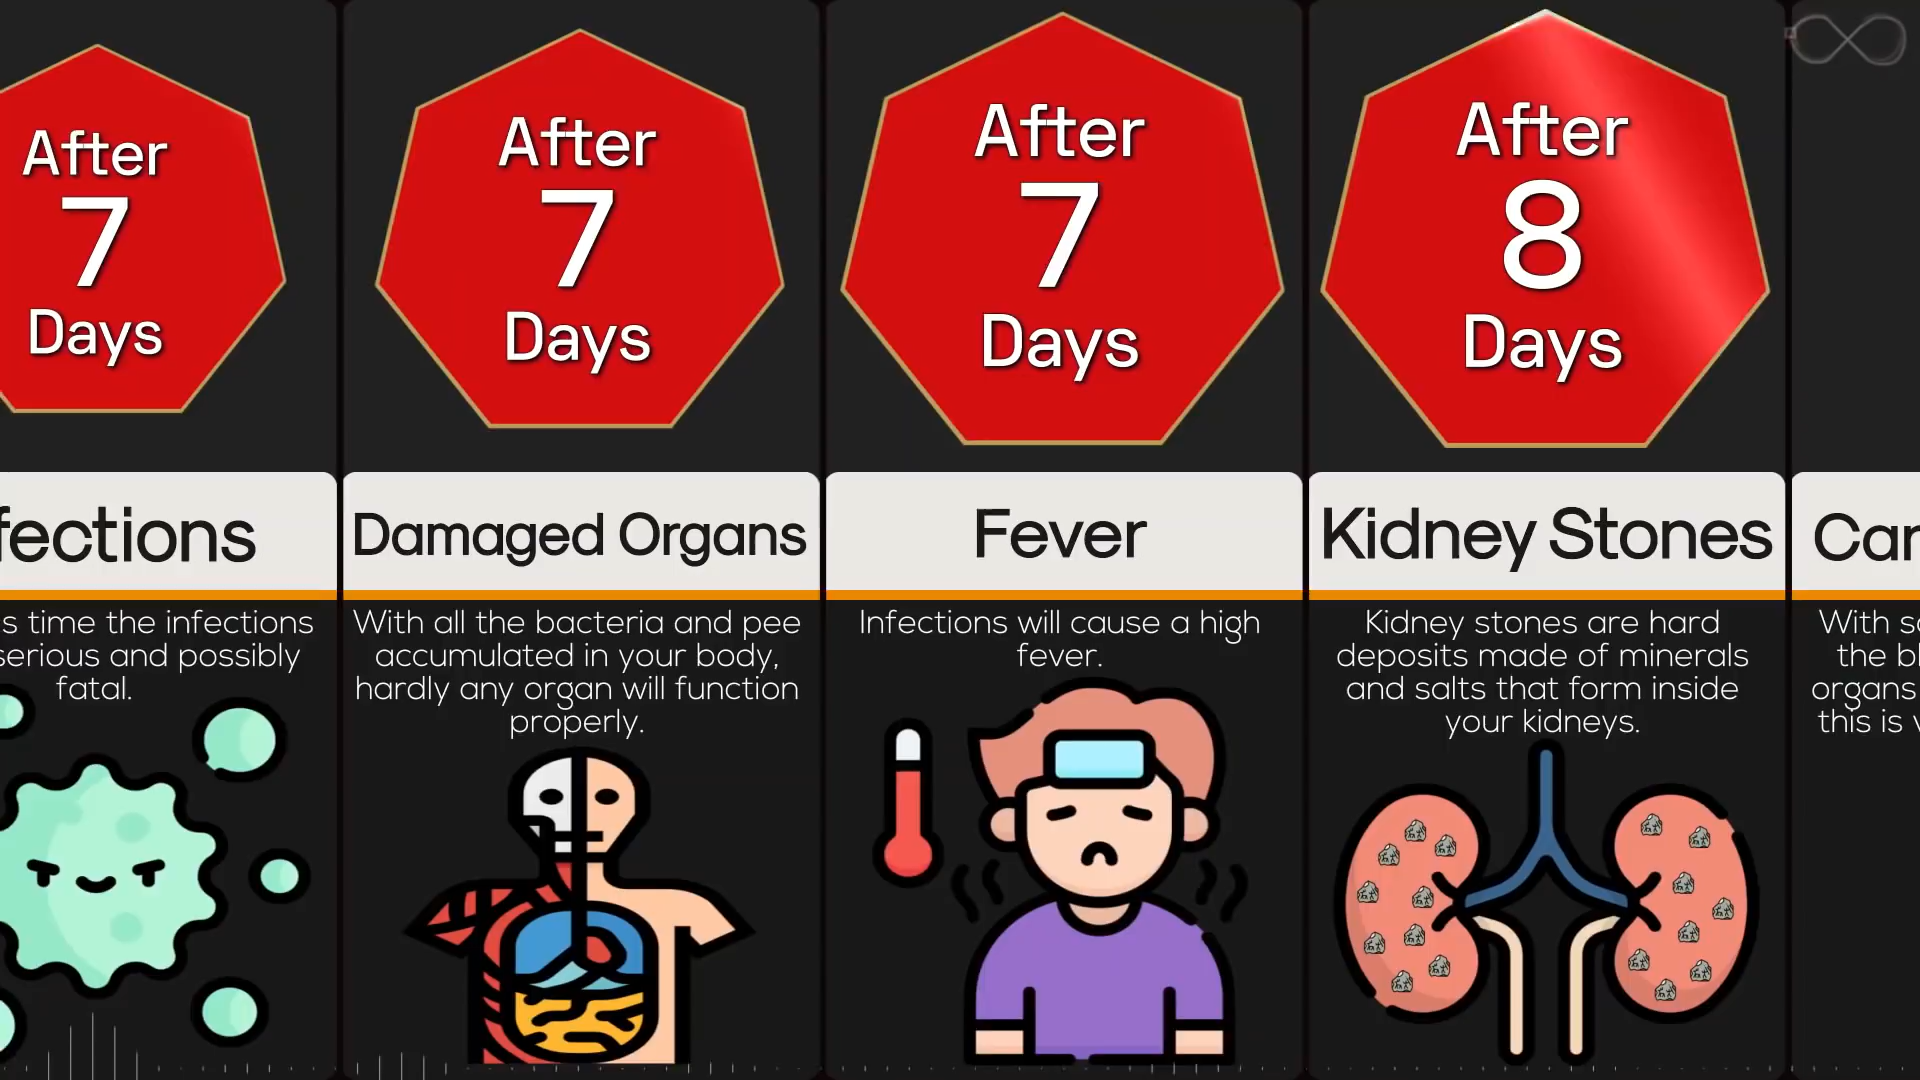 After
7
Days
fections
s time the infections
serious and possibly
fatal.
After
7
Days
Damaged Organs
With all the bacteria and pee
accumulated in your body,
hardly any organ will function
properly.
After
7
Days
Fever
Infections will cause a high
fever.
After
8
Days
Kidney Stones
Kidney stones are hard
deposits made of minerals
and salts that form inside
your kidneys.
Car
With so
the bl
organs
this is v